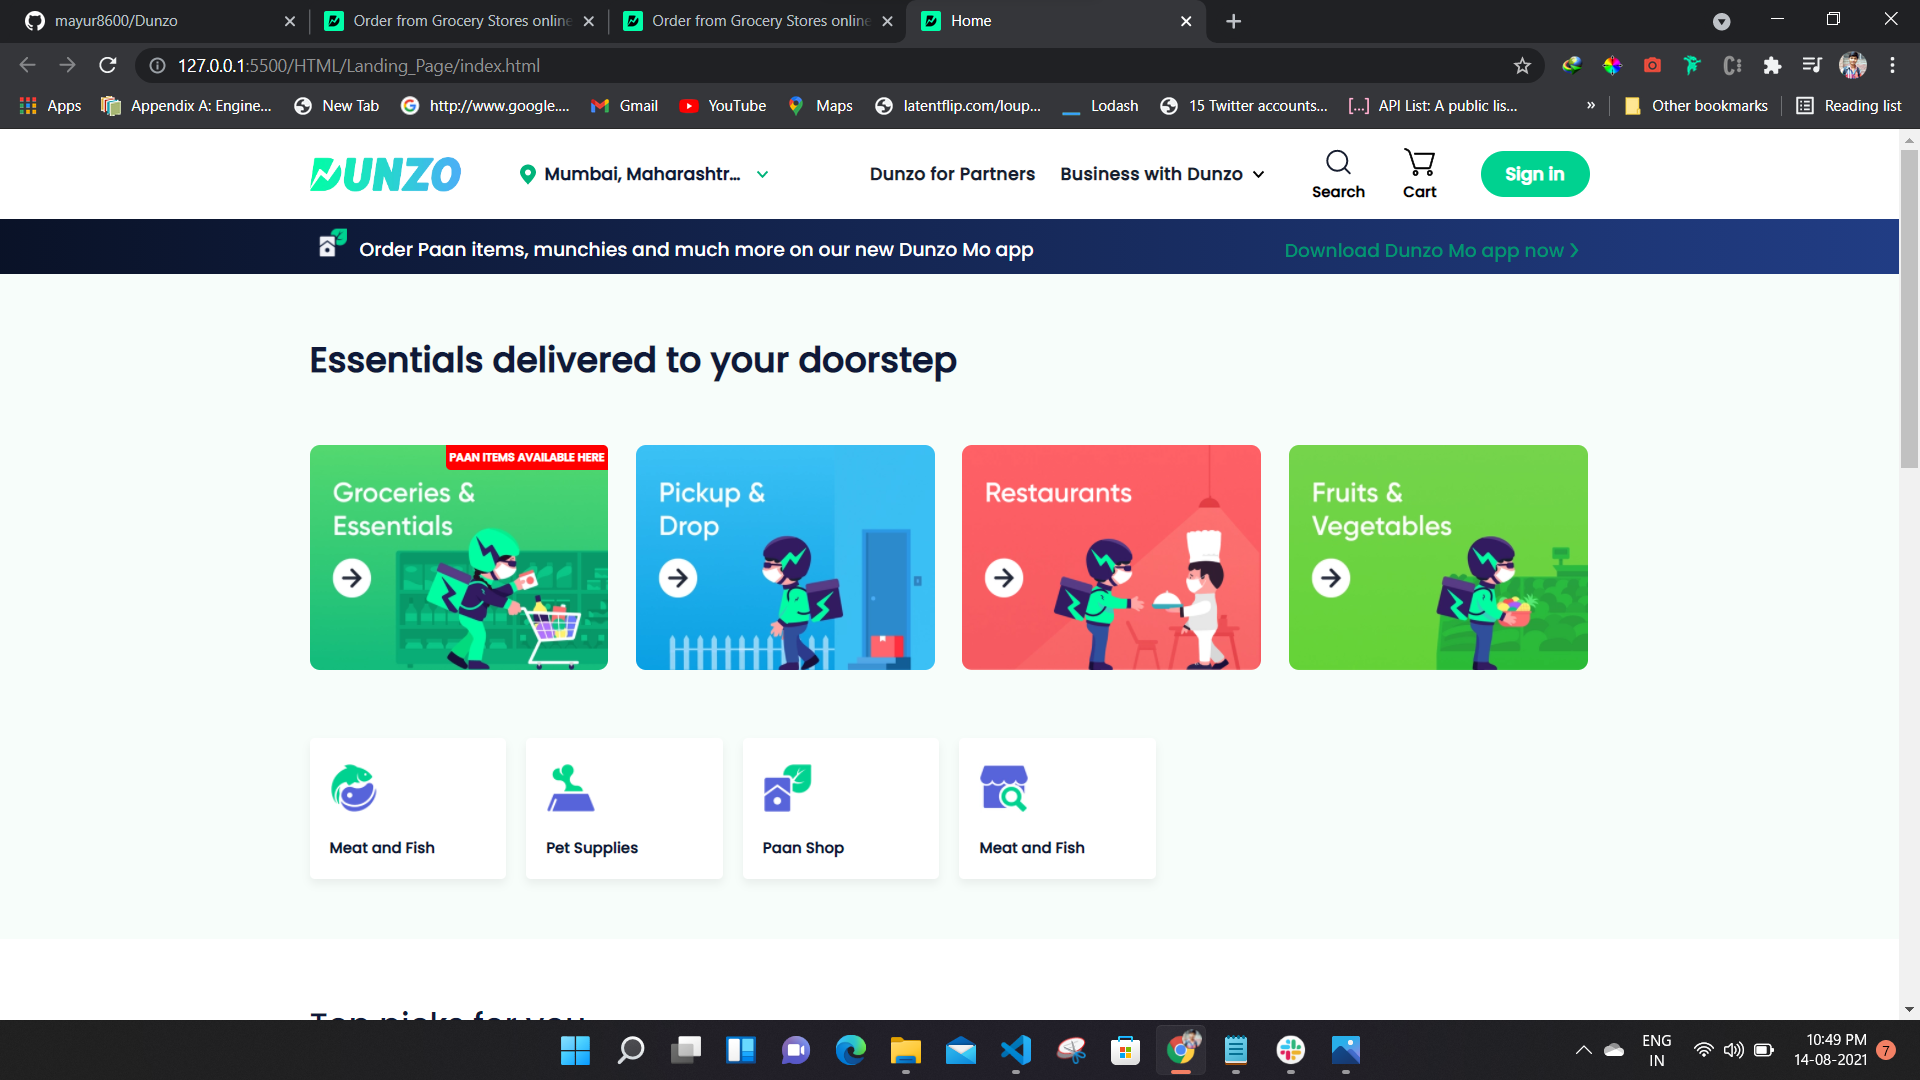 mayur8600/Dunzo
Order from Grocery Stores online
Order from Grocery Stores online
Home
127.0.0.1:5500/HTML/Landing_Page/index.html
Apps
Appendix A: Engine...
New Tab
http://www.google....
Gmail
YouTube
Maps
latentflip.com/loup...
Lodash
15 Twitter accounts...
[...] API List: A public lis...
»
Other bookmarks
Reading list
DUNZO
Mumbai, Maharashtr...
Dunzo for Partners
Business with Dunzo
Search
Cart
Sign in
Order Paan items, munchies and much more on our new Dunzo Mo app
Download Dunzo Mo app now
Essentials delivered to your doorstep
PAAN ITEMS AVAILABLE HERE
Groceries &
Essentials
Pickup &
Drop
Restaurants
Fruits &
Vegetables
Meat and Fish
Pet Supplies
Paan Shop
Meat and Fish
Top picks for you
ENG
IN
10:49 PM
14-08-2021
7